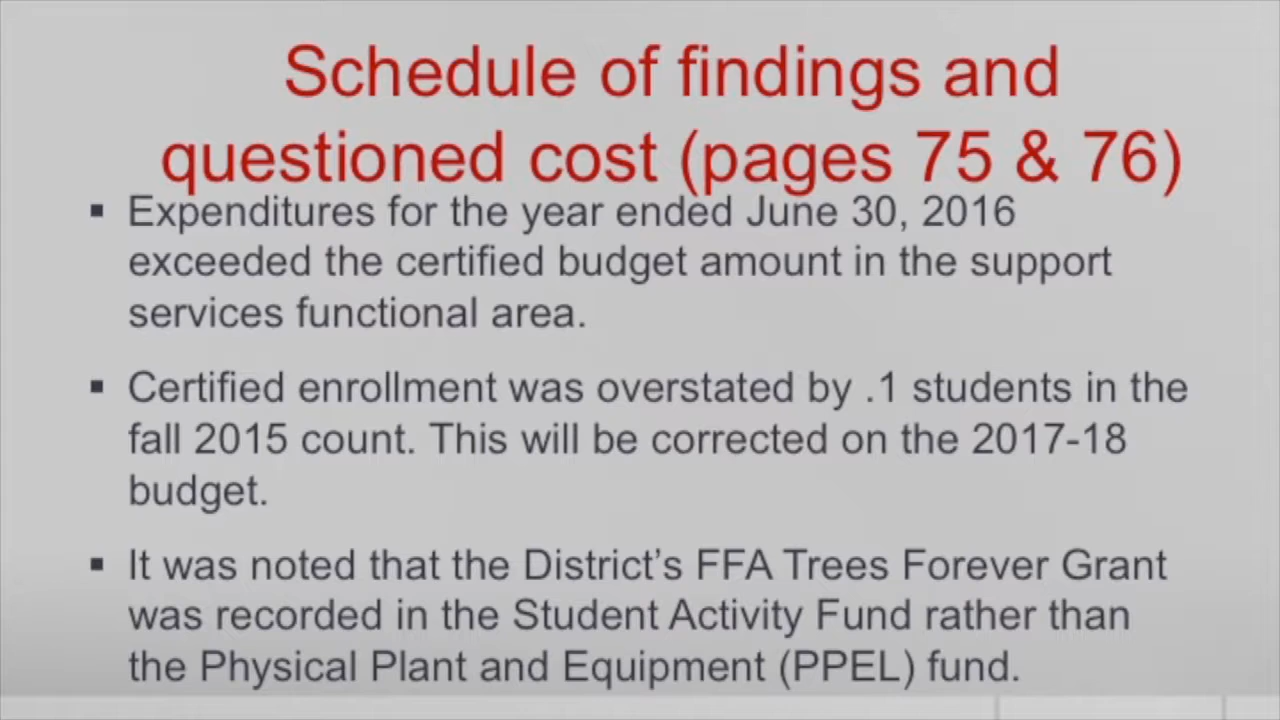 Schedule of findings and
questioned cost (pages 75 & 76)
▪ Expenditures for the year ended June 30, 2016
exceeded the certified budget amount in the support
services functional area.
▪ Certified enrollment was overstated by .1 students in the
fall 2015 count. This will be corrected on the 2017-18
budget.
▪ It was noted that the District’s FFA Trees Forever Grant
was recorded in the Student Activity Fund rather than
the Physical Plant and Equipment (PPEL) fund.